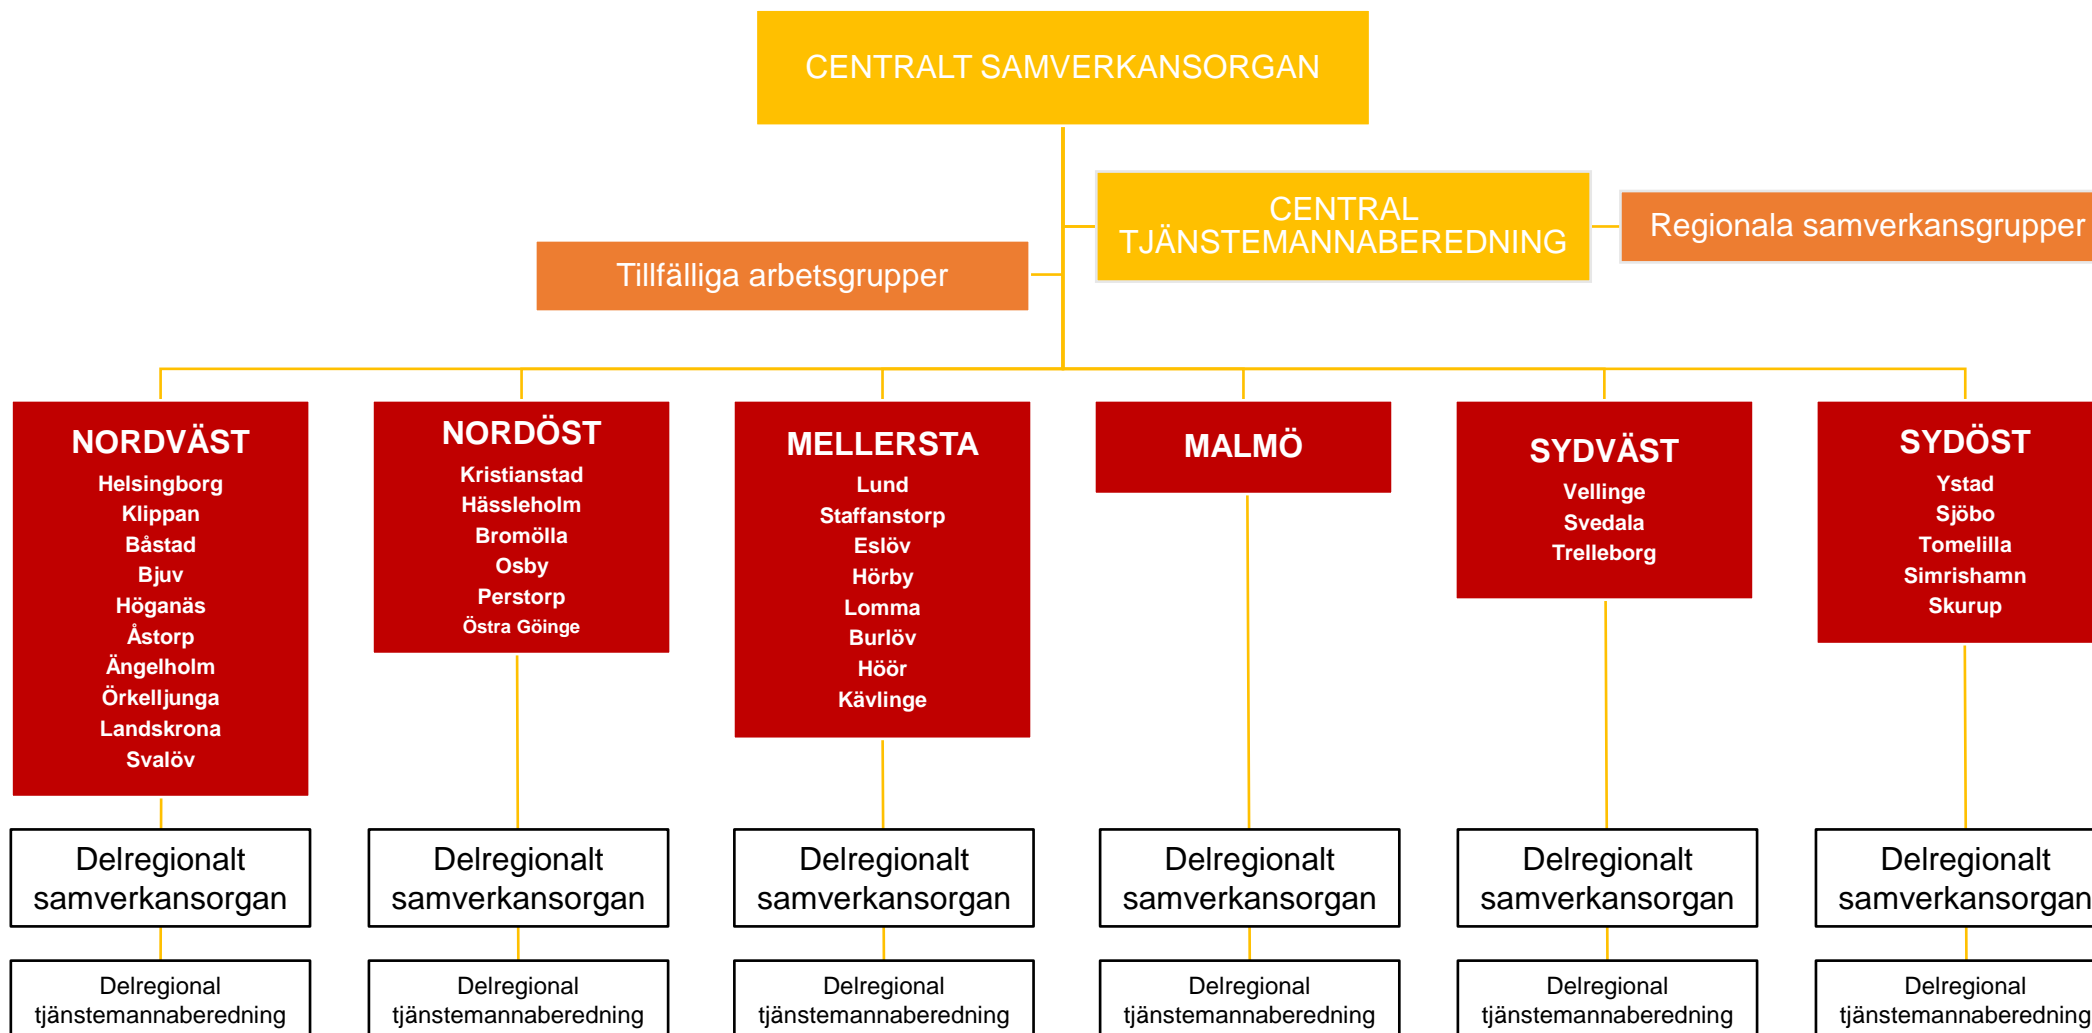 CENTRALT SAMVERKANSORGAN
CENTRAL
TJÄNSTEMANNABEREDNING
Regionala samverkansgrupper
Tillfälliga arbetsgrupper
NORDVÄST
Helsingborg
Klippan
Båstad
Bjuv
Höganäs
Åstorp
Ängelholm
Örkelljunga
Landskrona
Svalöv
NORDÖST
Kristianstad
Hässleholm
Bromölla
Osby
Perstorp
Östra Göinge
MELLERSTA
Lund
Staffanstorp
Eslöv
Hörby
Lomma
Burlöv
Höör
Kävlinge
MALMÖ
SYDVÄST
Vellinge
Svedala
Trelleborg
SYDÖST
Ystad
Sjöbo
Tomelilla
Simrishamn
Skurup
Delregionalt
samverkansorgan
Delregionalt
samverkansorgan
Delregionalt
samverkansorgan
Delregionalt
samverkansorgan
Delregionalt
samverkansorgan
Delregionalt
samverkansorgan
Delregional
tjänstemannaberedning
Delregional
tjänstemannaberedning
Delregional
tjänstemannaberedning
Delregional
tjänstemannaberedning
Delregional
tjänstemannaberedning
Delregional
tjänstemannaberedning